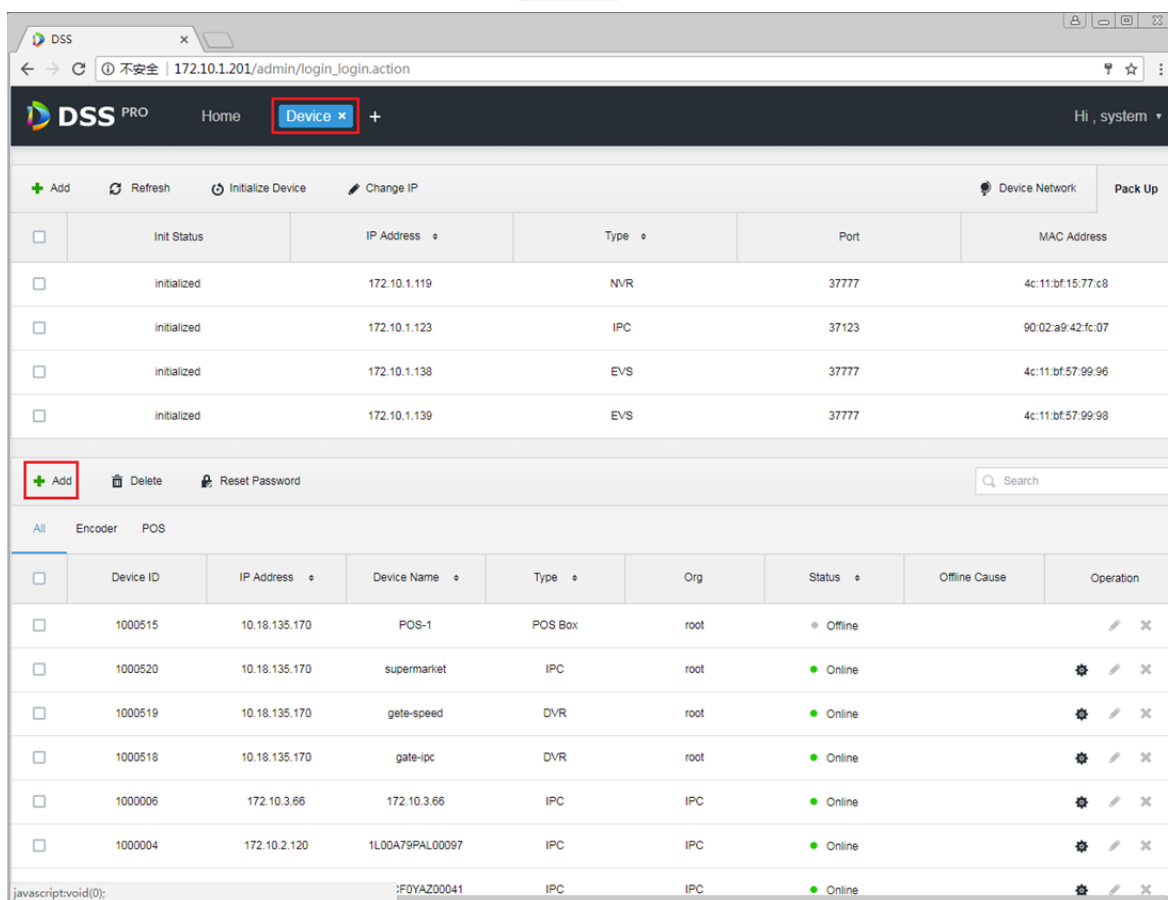 DSS
不安全 | 172.10.1.201/admin/login_login.action
DSS PRO Home Device × + Hi , system
Add Refresh Initialize Device Change IP Device Network Pack Up
Init Status IP Address Type Port MAC Address
initialized 172.10.1.119 NVR 37777 4c:11:bf:15:77:c8
initialized 172.10.1.123 IPC 37123 90:02:a9:42:fc:07
initialized 172.10.1.138 EVS 37777 4c:11:bf:57:99:96
initialized 172.10.1.139 EVS 37777 4c:11:bf:57:99:98
Add Delete Reset Password Search
All Encoder POS
Device ID IP Address Device Name Type Org Status Offline Cause Operation
1000515 10.18.135.170 POS-1 POS Box root Offline
1000520 10.18.135.170 supermarket IPC root Online
1000519 10.18.135.170 gete-speed DVR root Online
1000518 10.18.135.170 gate-ipc DVR root Online
1000006 172.10.3.66 172.10.3.66 IPC IPC Online
1000004 172.10.2.120 1L00A79PAL00097 IPC IPC Online
javascript:void(0); F0YAZ00041 IPC IPC Online